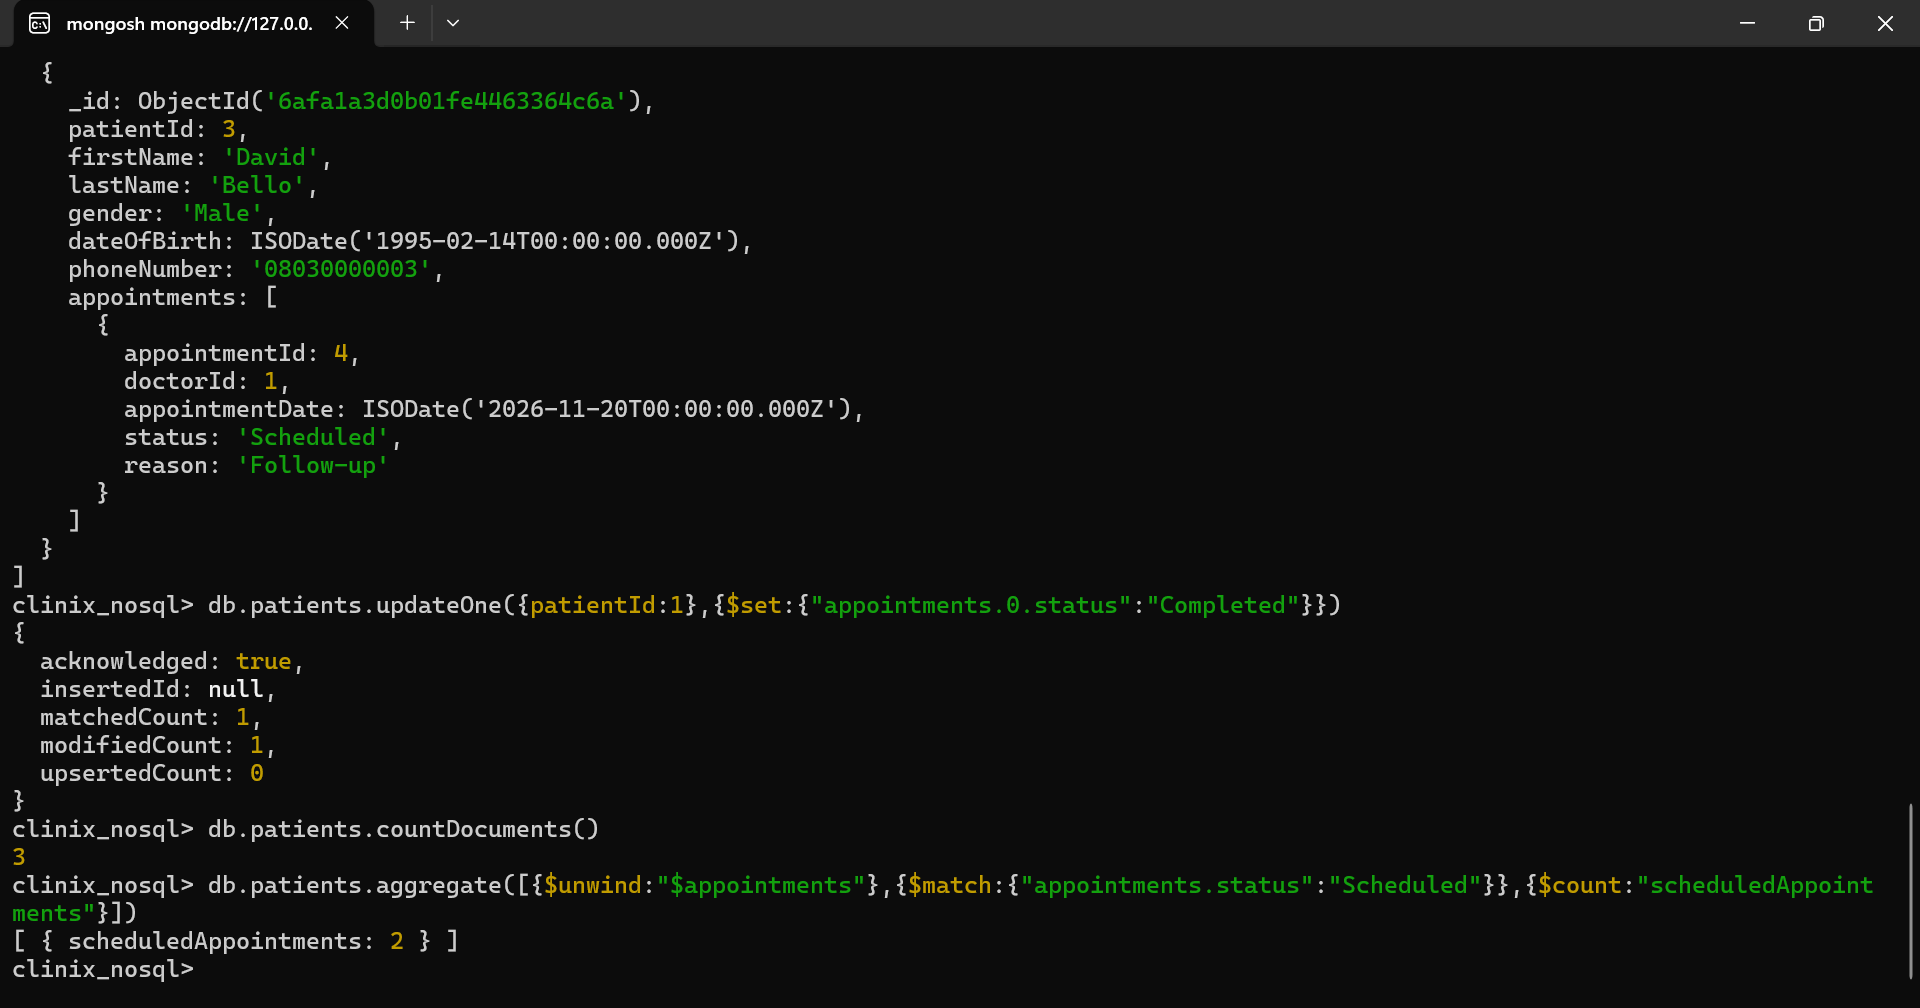 mongosh mongodb://127.0.0.
  {
    _id: ObjectId('6afa1a3d0b01fe4463364c6a'),
    patientId: 3,
    firstName: 'David',
    lastName: 'Bello',
    gender: 'Male',
    dateOfBirth: ISODate('1995-02-14T00:00:00.000Z'),
    phoneNumber: '08030000003',
    appointments: [
      {
        appointmentId: 4,
        doctorId: 1,
        appointmentDate: ISODate('2026-11-20T00:00:00.000Z'),
        status: 'Scheduled',
        reason: 'Follow-up'
      }
    ]
  }
]
clinix_nosql> db.patients.updateOne({patientId:1},{$set:{"appointments.0.status":"Completed"}})
{
  acknowledged: true,
  insertedId: null,
  matchedCount: 1,
  modifiedCount: 1,
  upsertedCount: 0
}
clinix_nosql> db.patients.countDocuments()
3
clinix_nosql> db.patients.aggregate([{$unwind:"$appointments"},{$match:{"appointments.status":"Scheduled"}},{$count:"scheduledAppoint
ments"}])
[ { scheduledAppointments: 2 } ]
clinix_nosql>